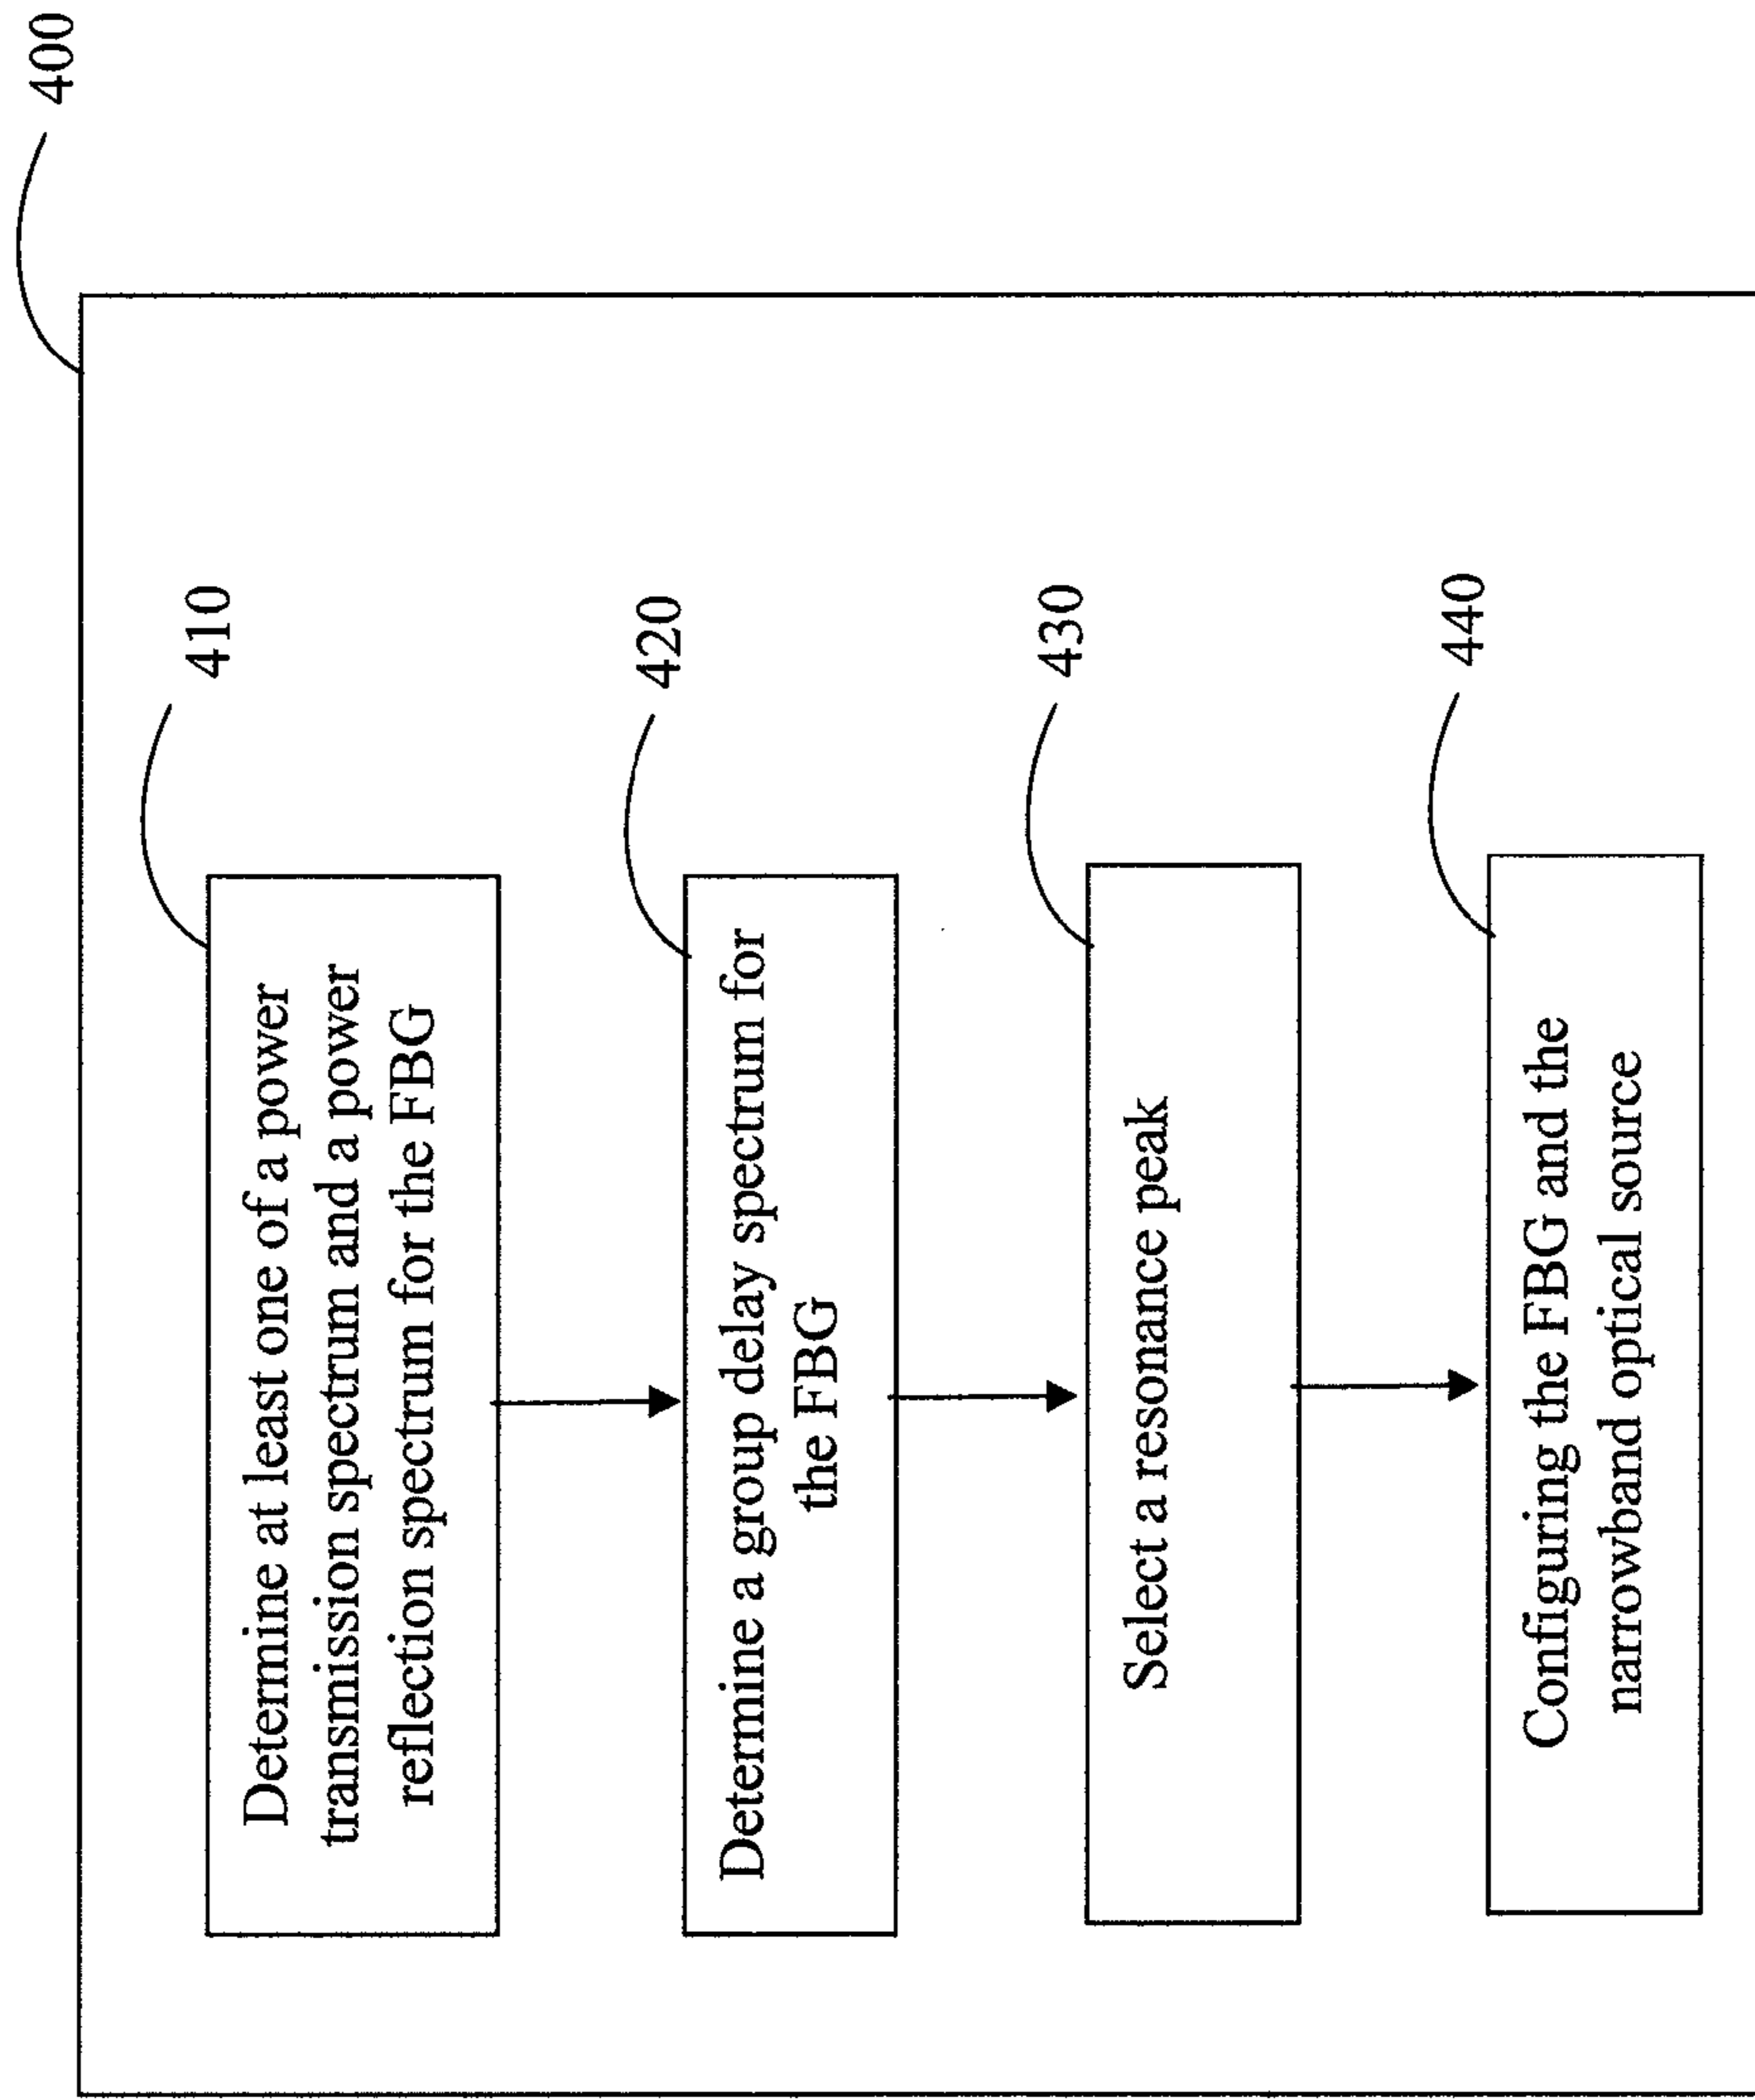 400
410
Determine at least one of a power
transmission spectrum and a power
reflection spectrum for the FBG
420
Determine a group delay spectrum for
the FBG
430
Select a resonance peak
440
Configuring the FBG and the
narrowband optical source